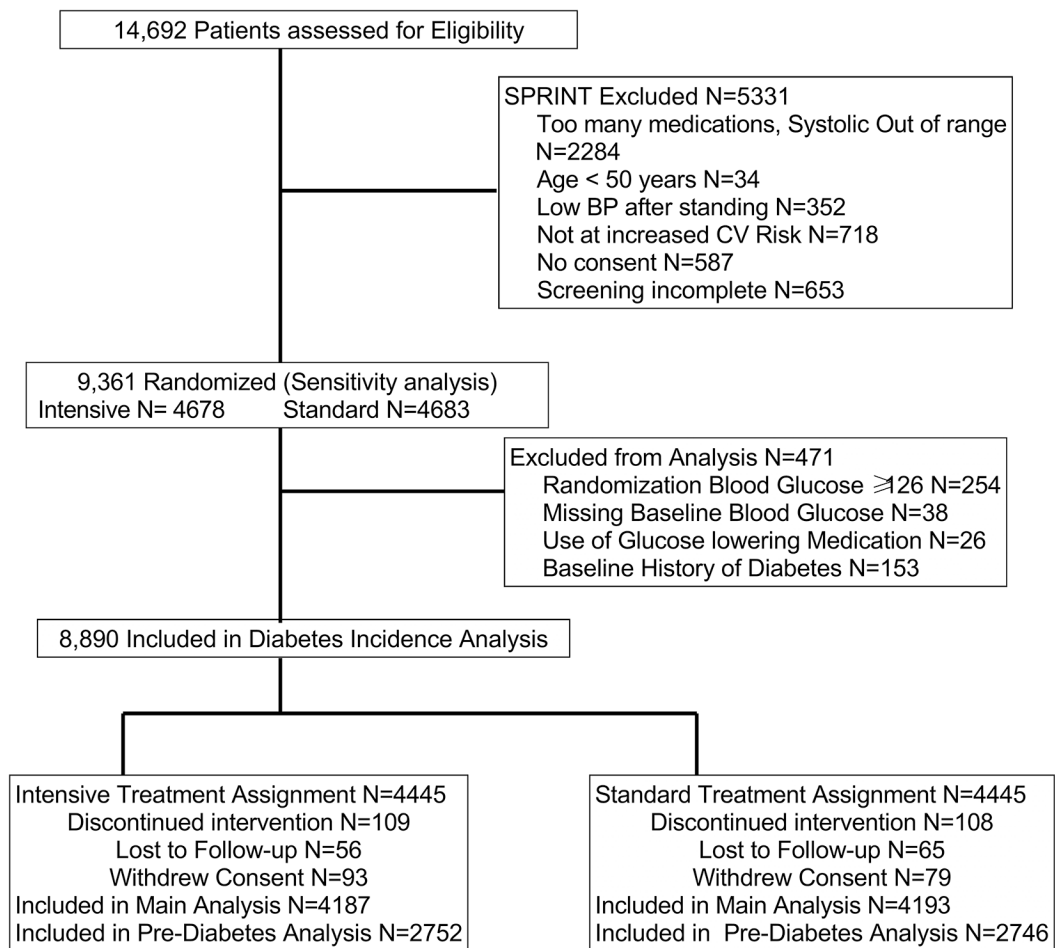 14,692 Patients assessed for Eligibility
SPRINT Excluded N=5331
Too many medications, Systolic Out of range
N=2284
Age < 50 years N=34
Low BP after standing N=352
Not at increased CV Risk N=718
No consent N=587
Screening incomplete N=653
9,361 Randomized (Sensitivity analysis)
Intensive N= 4678 Standard N=4683
Excluded from Analysis N=471
Randomization Blood Glucose ⩾126 N=254
Missing Baseline Blood Glucose N=38
Use of Glucose lowering Medication N=26
Baseline History of Diabetes N=153
8,890 Included in Diabetes Incidence Analysis
Intensive Treatment Assignment N=4445
Discontinued intervention N=109
Lost to Follow-up N=56
Withdrew Consent N=93
Included in Main Analysis N=4187
Included in Pre-Diabetes Analysis N=2752
Standard Treatment Assignment N=4445
Discontinued intervention N=108
Lost to Follow-up N=65
Withdrew Consent N=79
Included in Main Analysis N=4193
Included in Pre-Diabetes Analysis N=2746